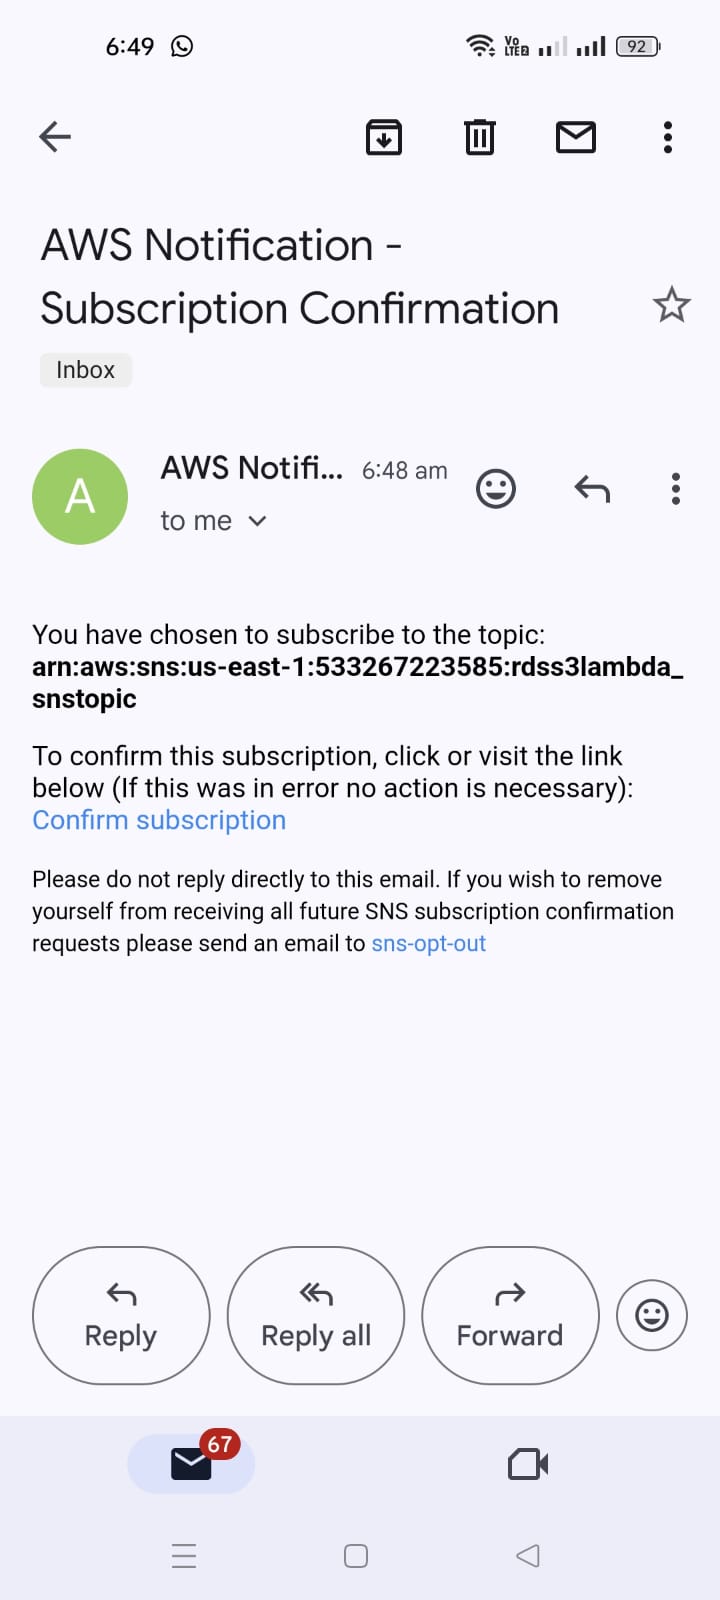 6:49
Vo
LTE2
92
AWS Notification -
Subscription Confirmation
Inbox
A
AWS Notifi... 6:48 am
to me
You have chosen to subscribe to the topic:
arn:aws:sns:us-east-1:533267223585:rdss3lambda_
snstopic
To confirm this subscription, click or visit the link
below (If this was in error no action is necessary):
Confirm subscription
Please do not reply directly to this email. If you wish to remove
yourself from receiving all future SNS subscription confirmation
requests please send an email to sns-opt-out
Reply
Reply all
Forward
67